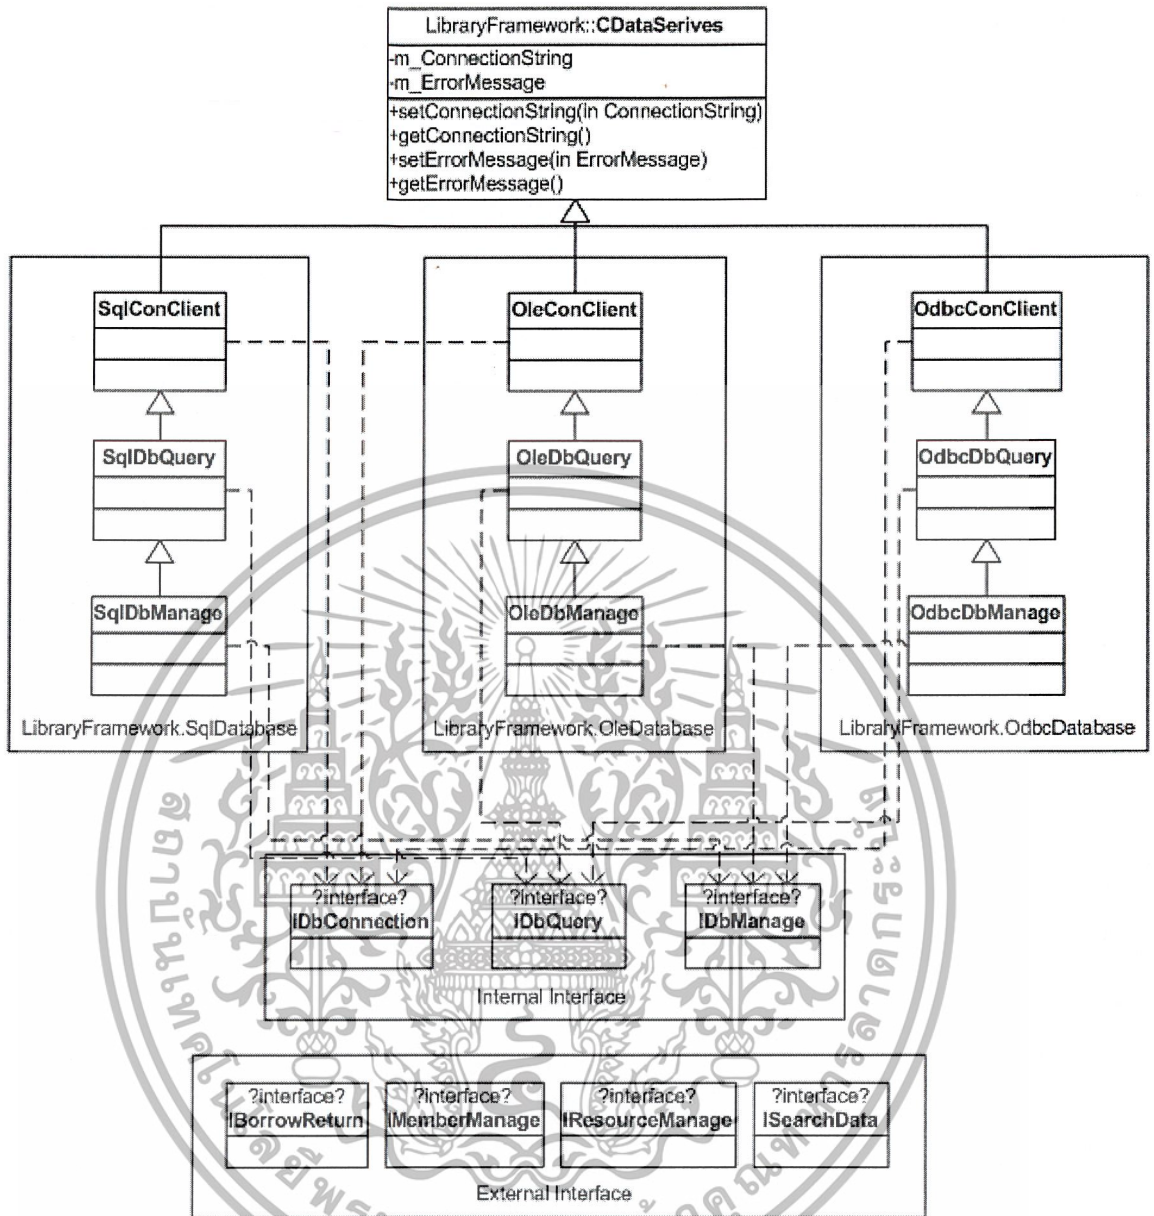 LibraryFramework::CDataSerives
-m_ConnectionString
-m_ErrorMessage
+setConnectionString(in ConnectionString)
+getConnectionString()
+setErrorMessage(in ErrorMessage)
+getErrorMessage()
SqlConClient
OleConClient
OdbcConClient
SqlDbQuery
OleDbQuery
OdbcDbQuery
SqlDbManage
OleDbManage
OdbcDbManage
LibraryFramework.SqlDatabase
LibraryFramework.OleDatabase
LibraryFramework.OdbcDatabase
?interface?
IDbConnection
?interface?
IDbQuery
?interface?
IDbManage
Internal Interface
?interface?
IBorrowReturn
?interface?
IMemberManage
?interface?
IResourceManage
?interface?
ISearchData
External Interface